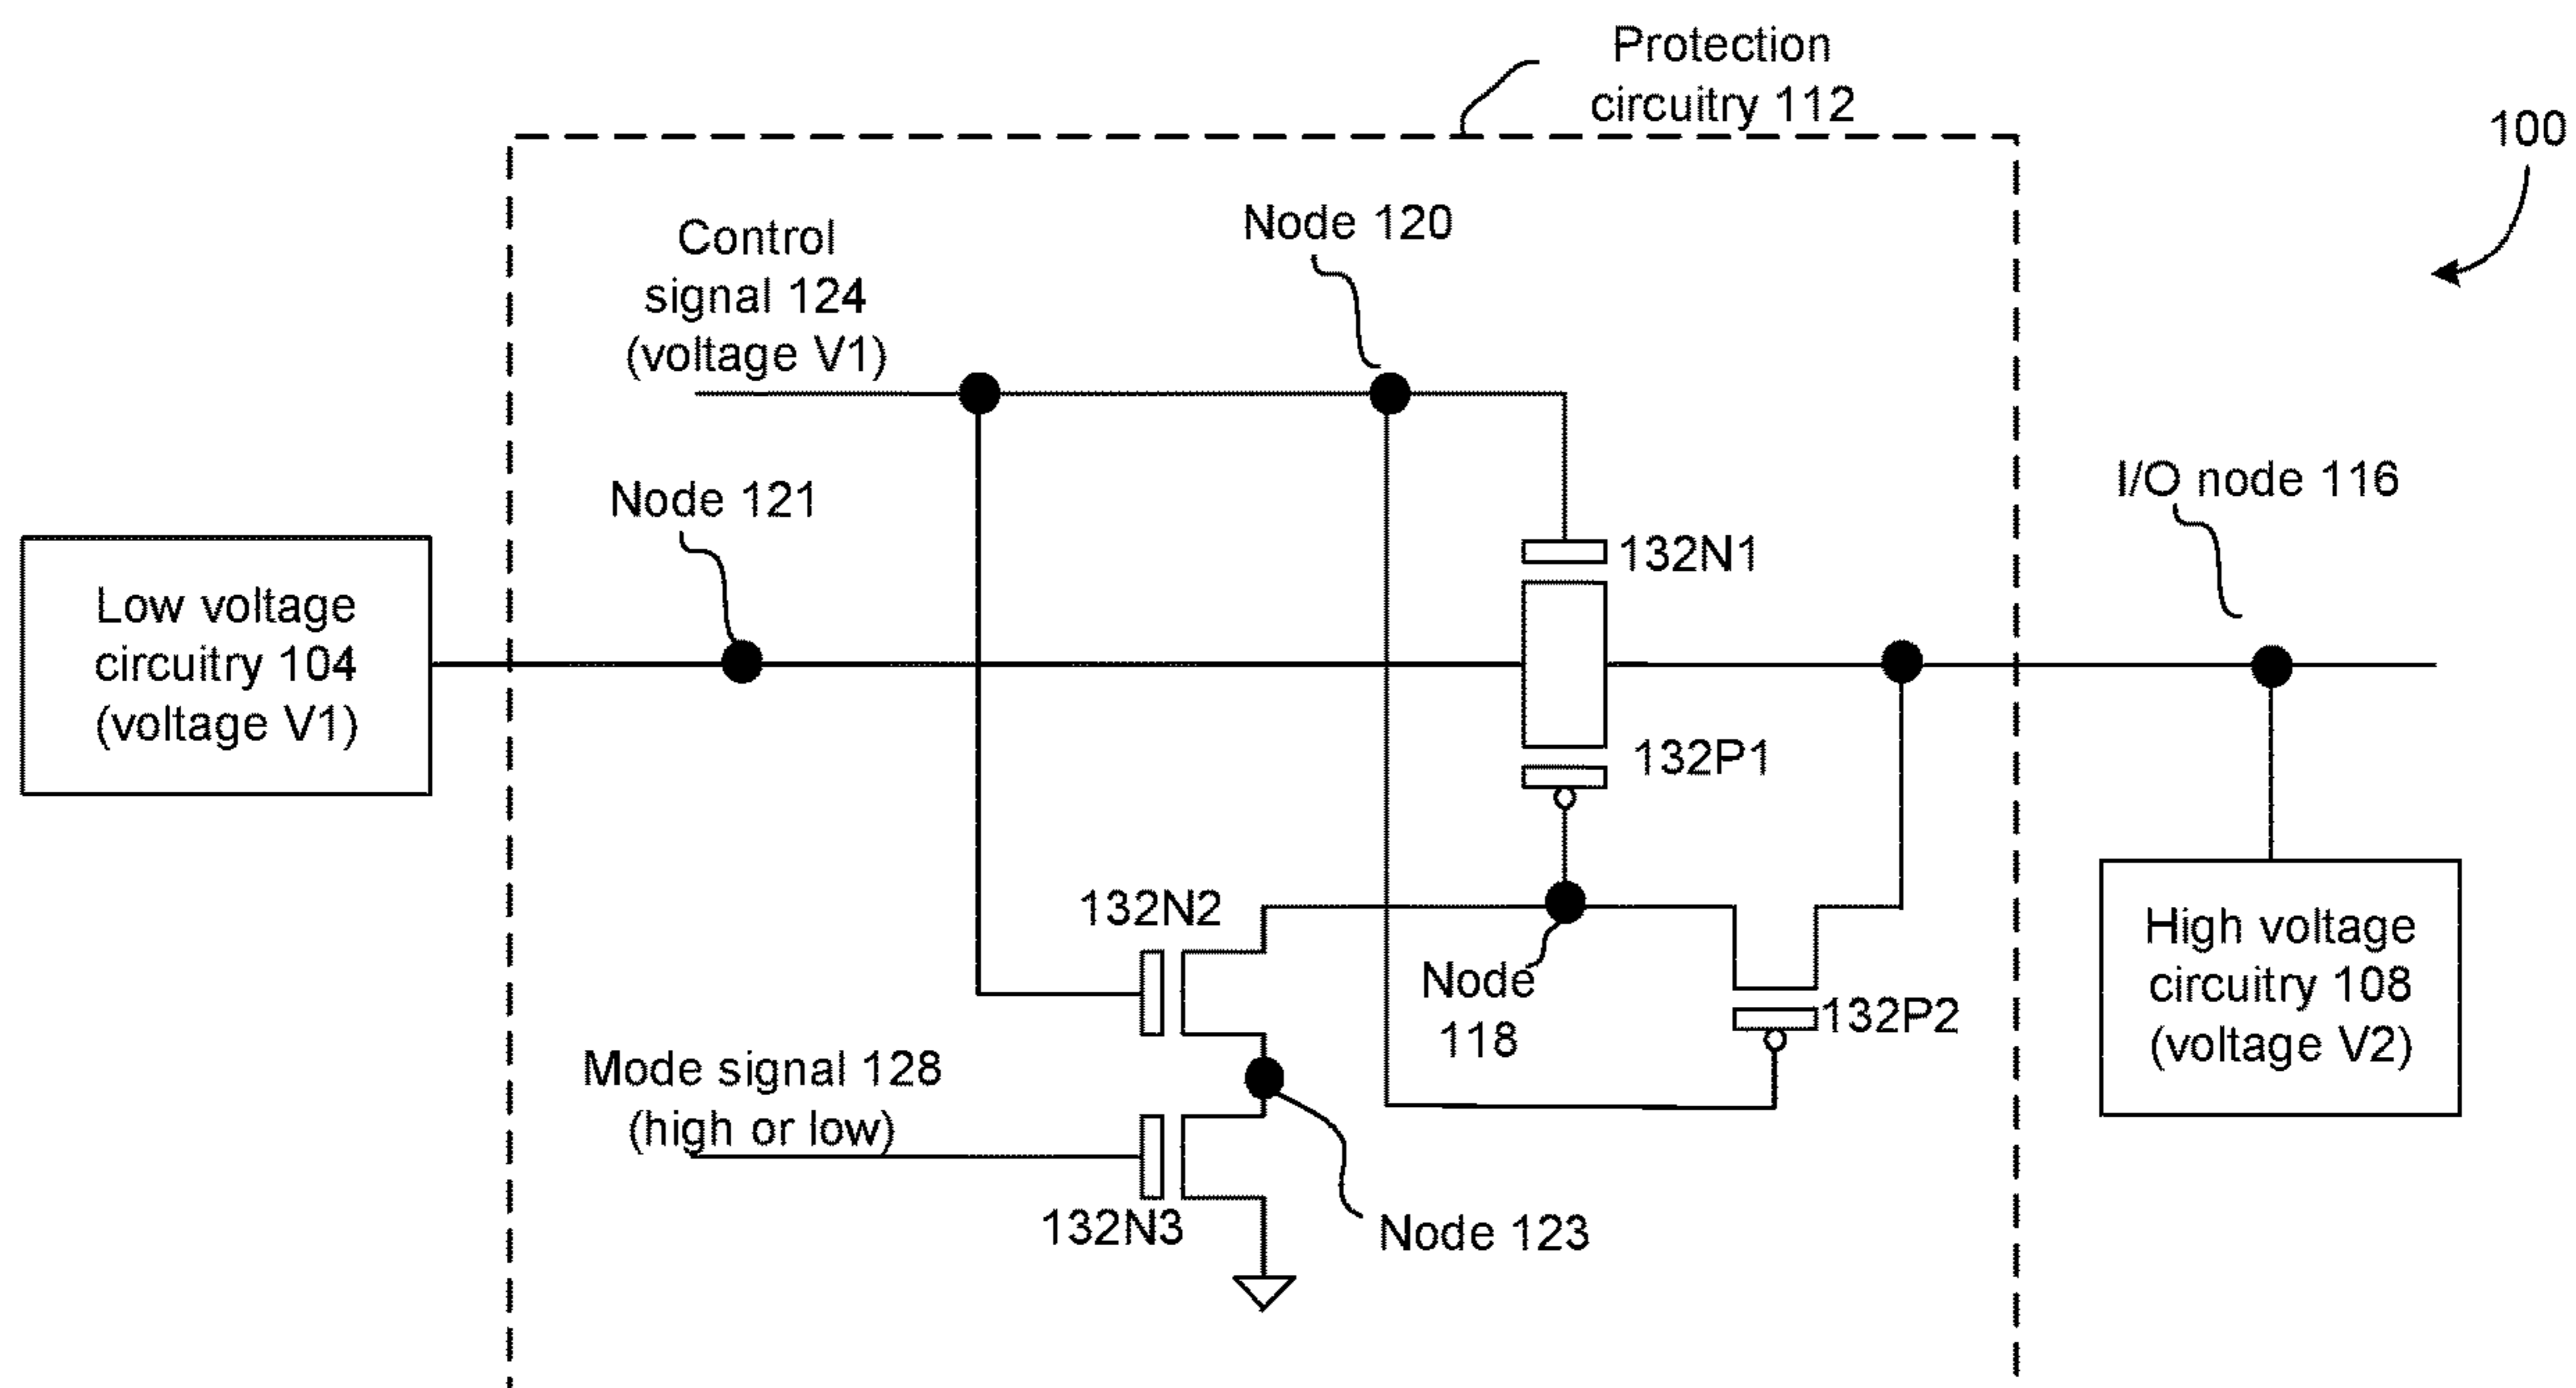 Protection
circuitry 112
100
Control
signal 124
(voltage V1)
Node 120
Node 121
I/O node 116
132N1
Low voltage
circuitry 104
(voltage V1)
132P1
132N2
Node
118
132P2
High voltage
circuitry 108
(voltage V2)
Mode signal 128
(high or low)
132N3
Node 123